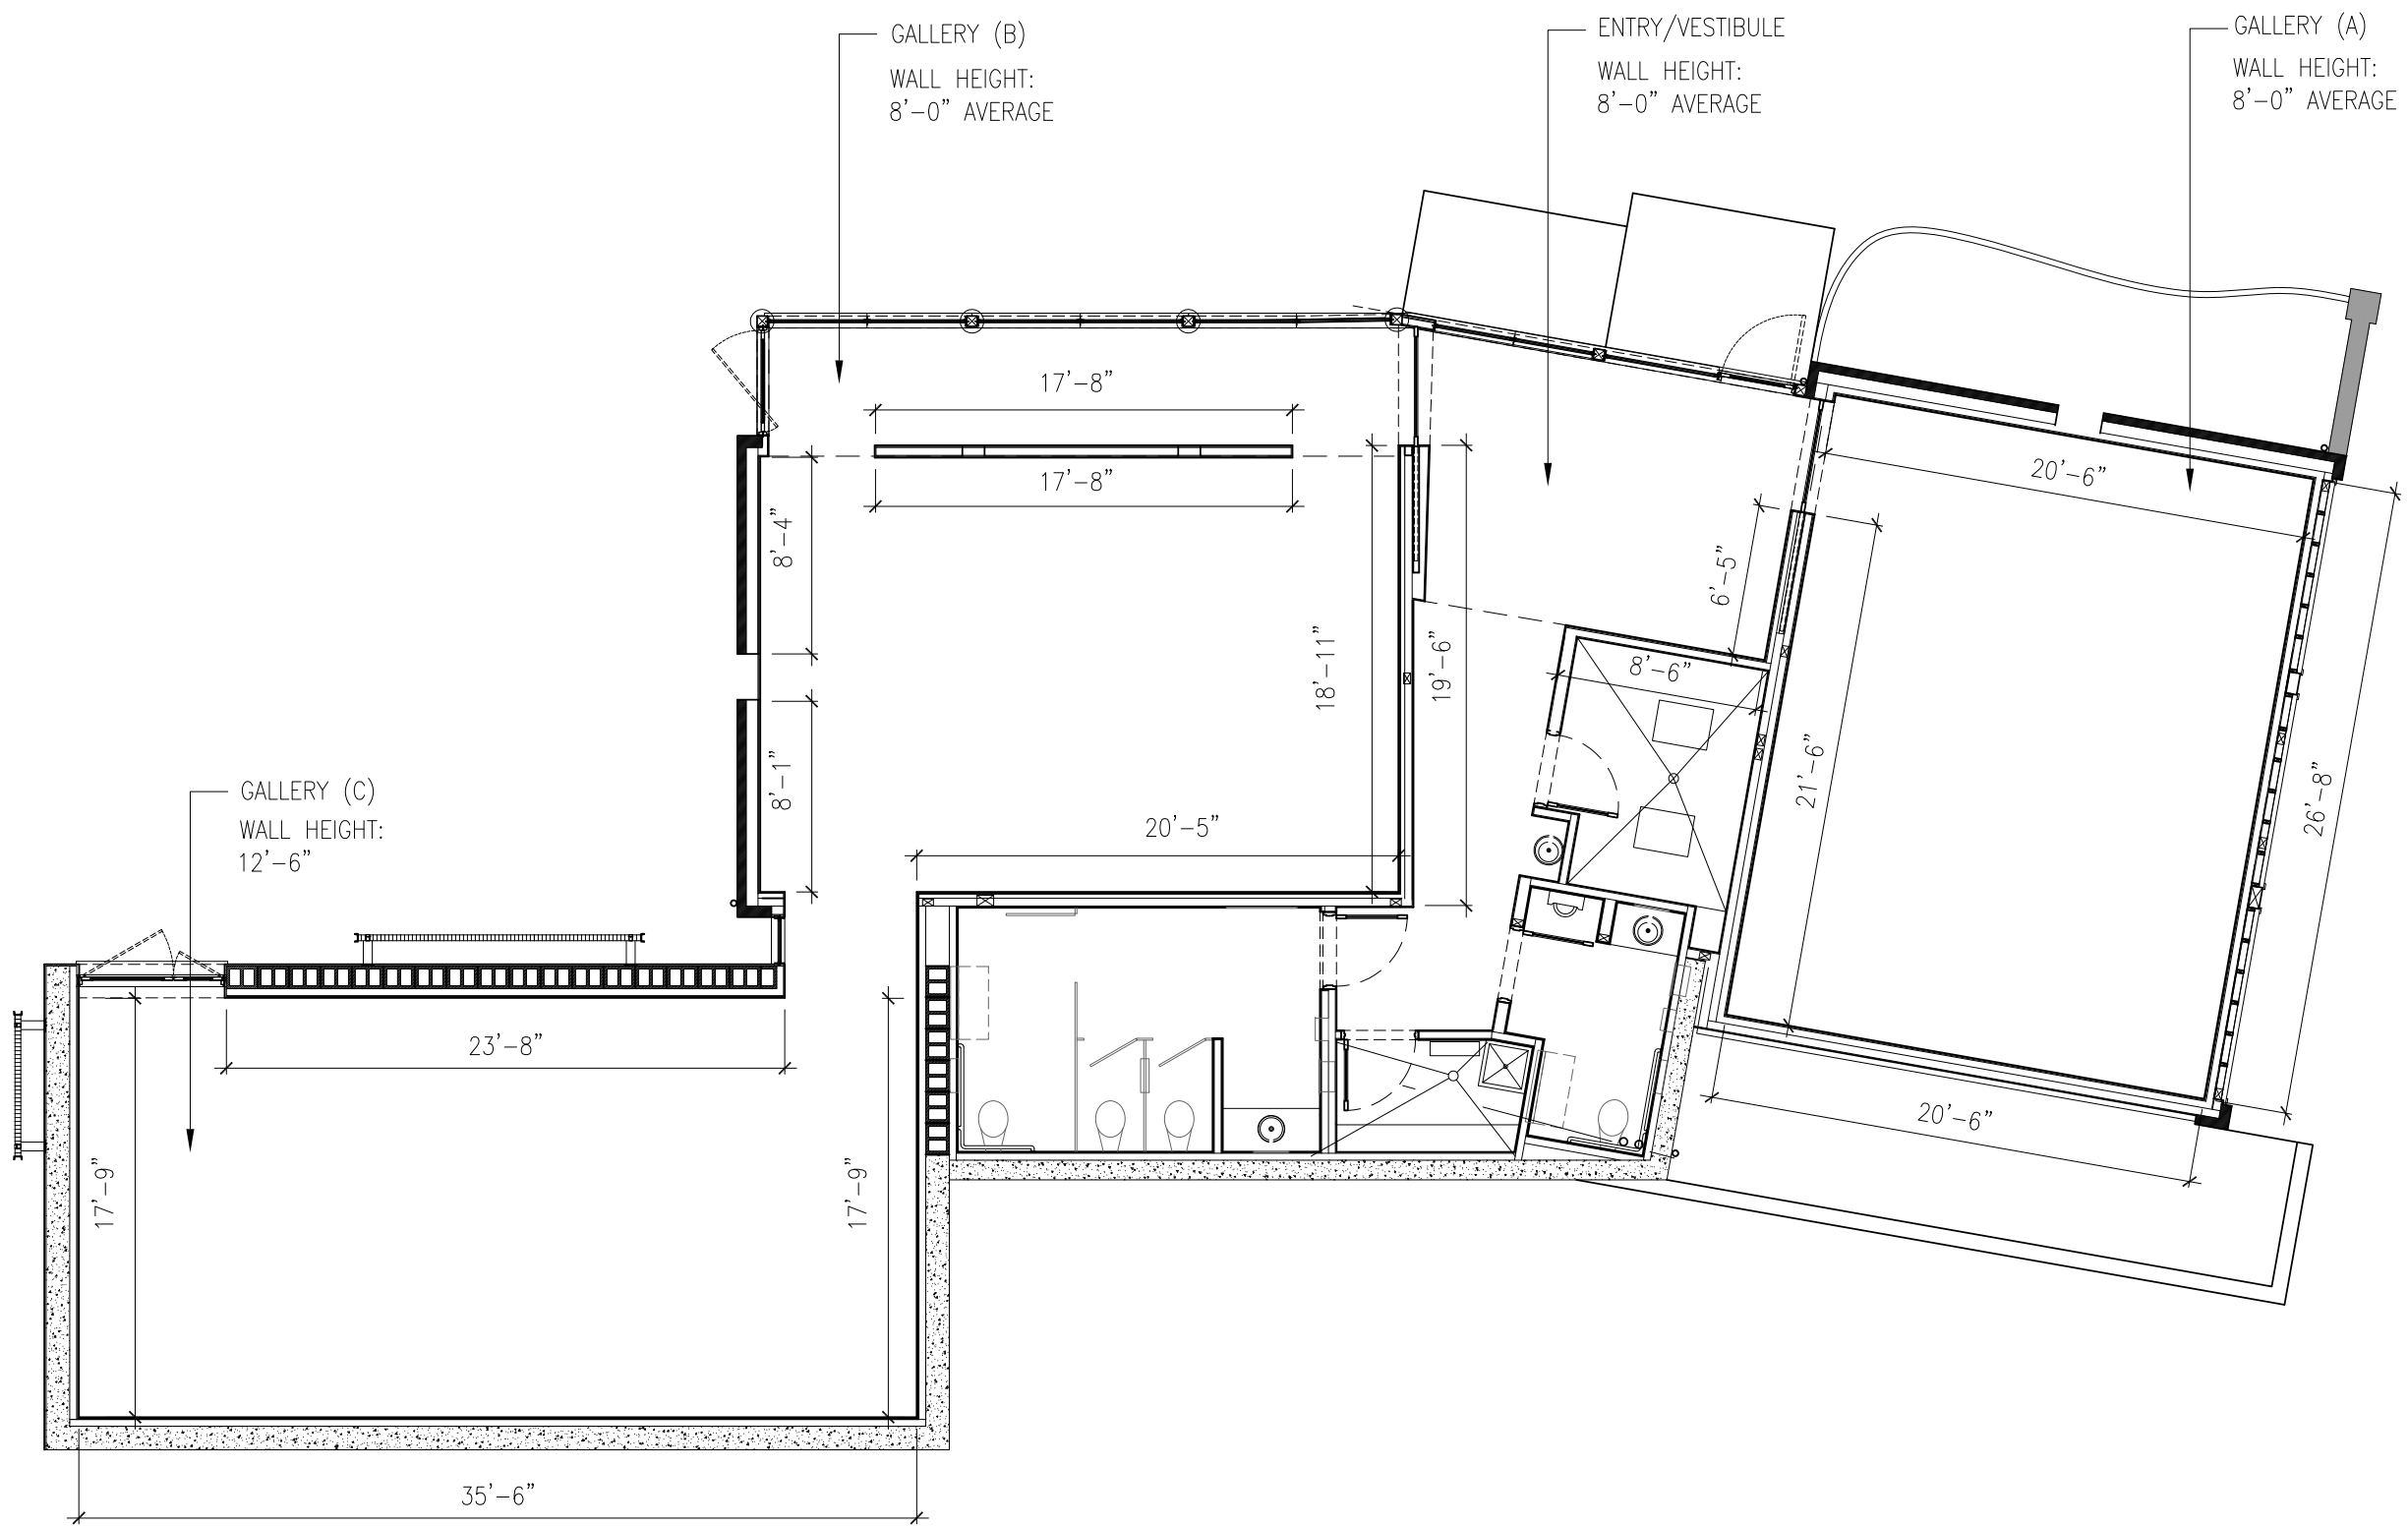 GALLERY (B)
WALL HEIGHT:
8'-0" AVERAGE
ENTRY/VESTIBULE
WALL HEIGHT:
8'-0" AVERAGE
GALLERY (A)
WALL HEIGHT:
8'-0" AVERAGE
17'-8"
17'-8"
20'-6"
8'-4"
6'-5"
18'-11"
19'-6"
8'-6"
8'-1"
21'-6"
26'-8"
GALLERY (C)
WALL HEIGHT:
12'-6"
20'-5"
23'-8"
20'-6"
17'-9"
17'-9"
35'-6"